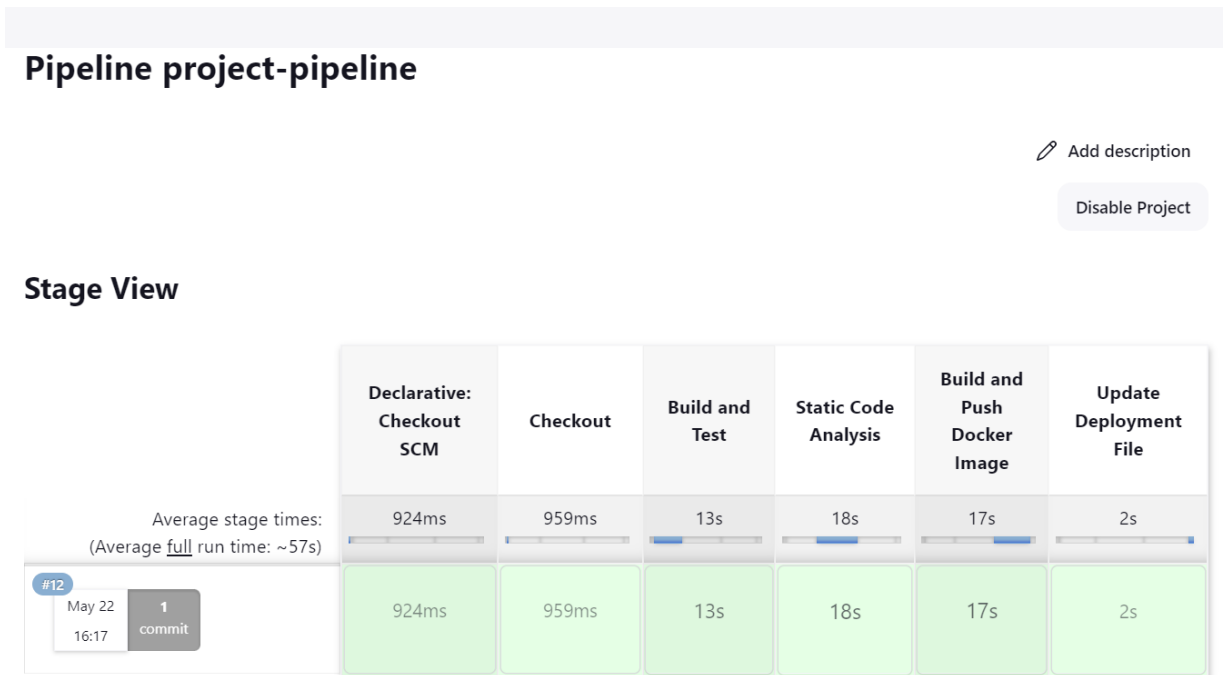 Pipeline project-pipeline
Add description
Disable Project
Stage View
Declarative:
Checkout
SCM
Checkout
Build and
Test
Static Code
Analysis
Build and
Push
Docker
Image
Update
Deployment
File
Average stage times:
(Average full run time: ~57s)
924ms
959ms
13s
18s
17s
2s
#12
May 22
16:17
1
commit
924ms
959ms
13s
18s
17s
2s